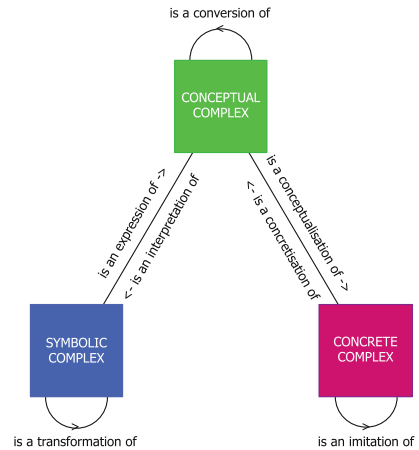 is a conversion of
CONCEPTUAL
COMPLEX
is an expression of ->
<- is an interpretation of
is a conceptualisation of ->
<- is a concretisation of
SYMBOLIC
COMPLEX
CONCRETE
COMPLEX
is a transformation of
is an imitation of